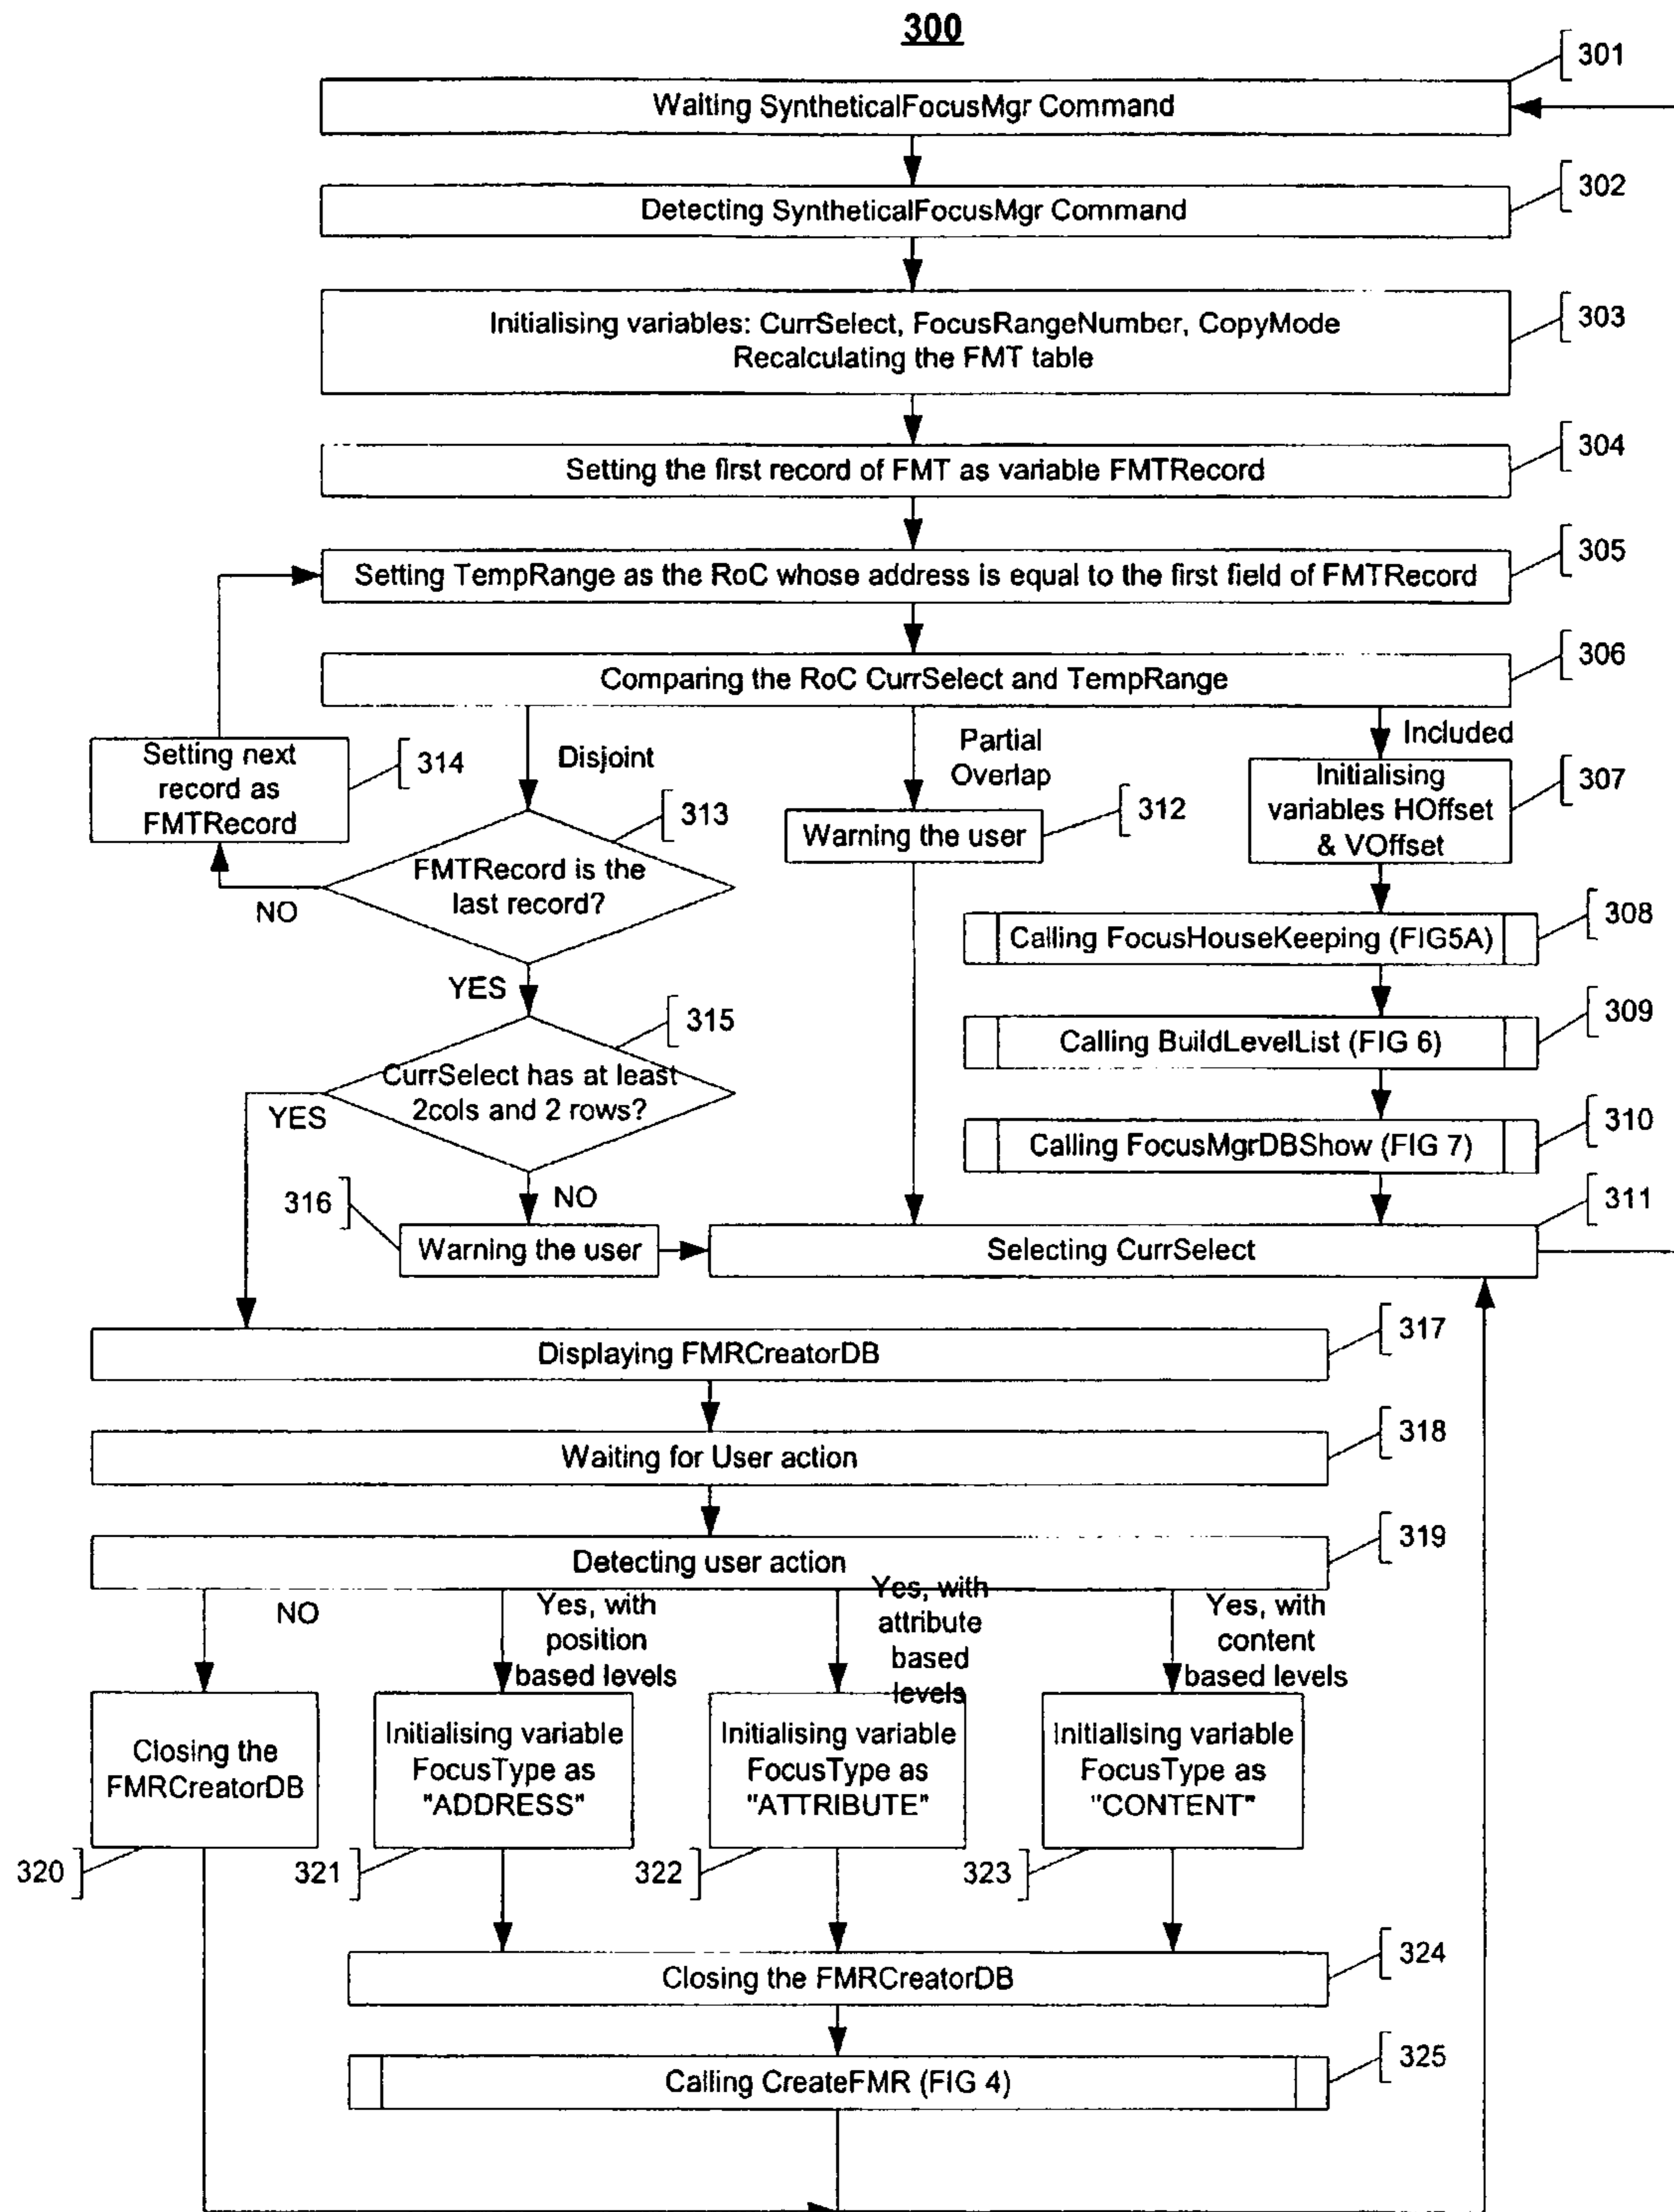 300
301
Waiting SyntheticalFocusMgr Command
302
Detecting SyntheticalFocusMgr Command
303
Initialising variables: CurrSelect, FocusRangeNumber, CopyMode
Recalculating the FMT table
304
Setting the first record of FMT as variable FMTRecord
305
Setting TempRange as the RoC whose address is equal to the first field of FMTRecord
306
Comparing the RoC CurrSelect and TempRange
Disjoint
Partial
Overlap
Included
Setting next
record as
FMTRecord
314
313
FMTRecord is the
last record?
NO
YES
Warning the user
312
Initialising
variables HOffset
& VOffset
307
Calling FocusHouseKeeping (FIG5A)
308
Calling BuildLevelList (FIG 6)
309
Calling FocusMgrDBShow (FIG 7)
310
315
CurrSelect has at least
2cols and 2 rows?
YES
NO
316
Warning the user
311
Selecting CurrSelect
317
Displaying FMRCreatorDB
318
Waiting for User action
319
Detecting user action
NO
Yes, with
position
based levels
Yes, with
attribute
based
levels
Yes, with
content
based levels
Closing the
FMRCreatorDB
Initialising variable
FocusType as
"ADDRESS"
Initialising variable
FocusType as
"ATTRIBUTE"
Initialising variable
FocusType as
"CONTENT"
320
321
322
323
324
Closing the FMRCreatorDB
325
Calling CreateFMR (FIG 4)